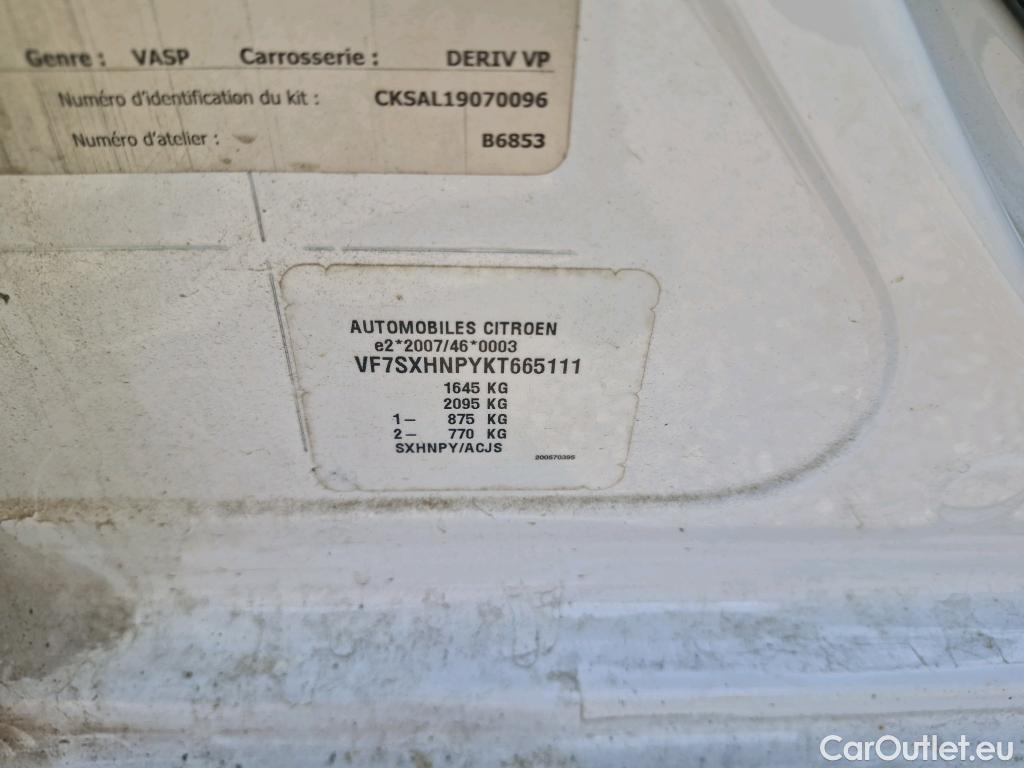 Genre : VASP Carrosserie : DERIV VP
Numéro d'identification du kit : CKSAL19070096
Numéro d'atelier : B6853
AUTOMOBILES CITROEN
e2*2007/46*0003
VF7SXHNPYKT665111
1645 KG
2095 KG
1– 875 KG
2– 770 KG
SXHNPY/ACJS
200570395
CarOutlet.eu